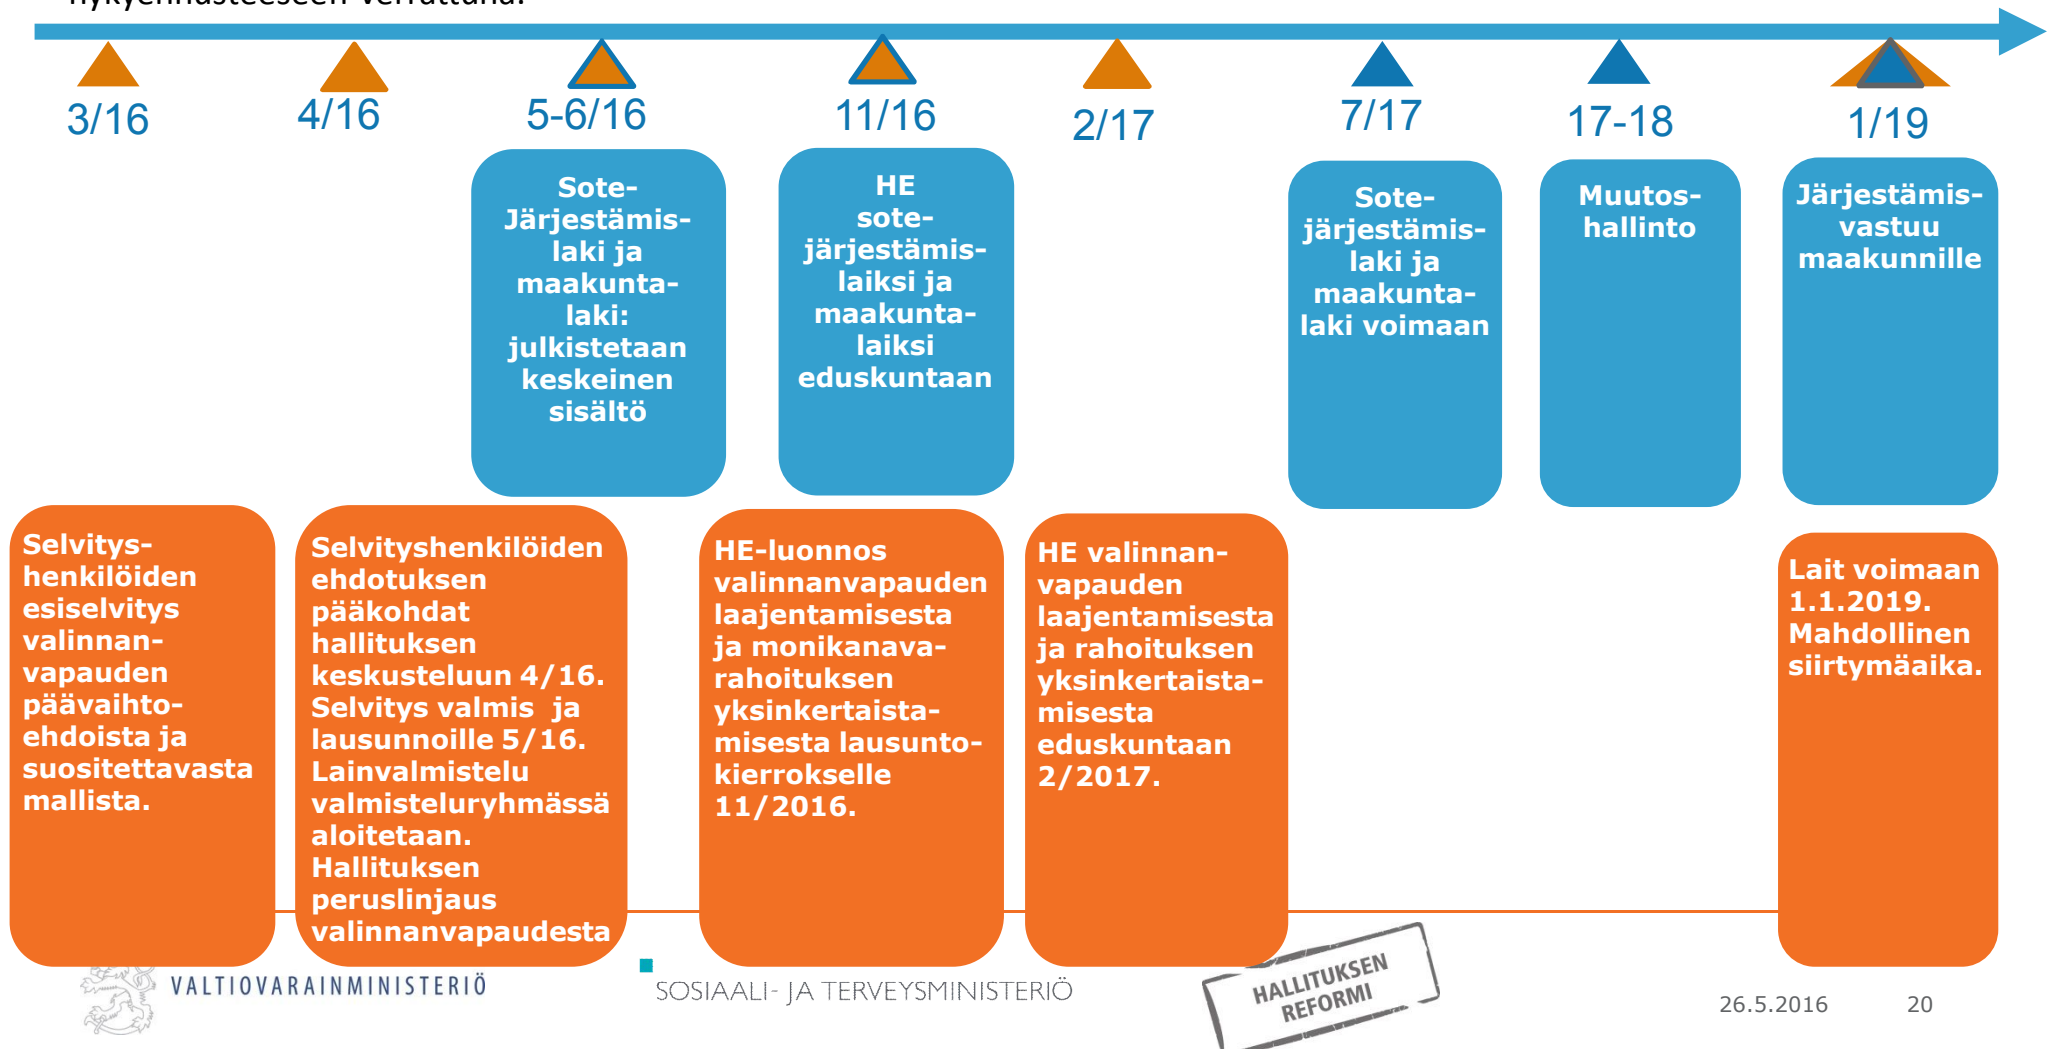 nykyennusteeseen verrattuna.
3/16
4/16
5-6/16
11/16
2/17
7/17
17-18
1/19
Sote-
Järjestämis-
laki ja
maakunta-
laki:
julkistetaan
keskeinen
sisältö
HE
sote-
järjestämis-
laiksi ja
maakunta-
laiksi
eduskuntaan
Sote-
järjestämis-
laki ja
maakunta-
laki voimaan
Muutos-
hallinto
Järjestämis-
vastuu
maakunnille
Selvitys-
henkilöiden
esiselvitys
valinnan-
vapauden
päävaihto-
ehdoista ja
suositettavasta
mallista.
Selvityshenkilöiden
ehdotuksen
pääkohdat
hallituksen
keskusteluun 4/16.
Selvitys valmis ja
lausunnoille 5/16.
Lainvalmistelu
valmisteluryhmässä
aloitetaan.
Hallituksen
peruslinjaus
valinnanvapaudesta
HE-luonnos
valinnanvapauden
laajentamisesta
ja monikanava-
rahoituksen
yksinkertaista-
misesta lausunto-
kierrokselle
11/2016.
HE valinnan-
vapauden
laajentamisesta
ja rahoituksen
yksinkertaista-
misesta
eduskuntaan
2/2017.
Lait voimaan
1.1.2019.
Mahdollinen
siirtymäaika.
VALTIOVARAINMINISTERIÖ
SOSIAALI- JA TERVEYSMINISTERIÖ
HALLITUKSEN
REFORMI
26.5.2016
20